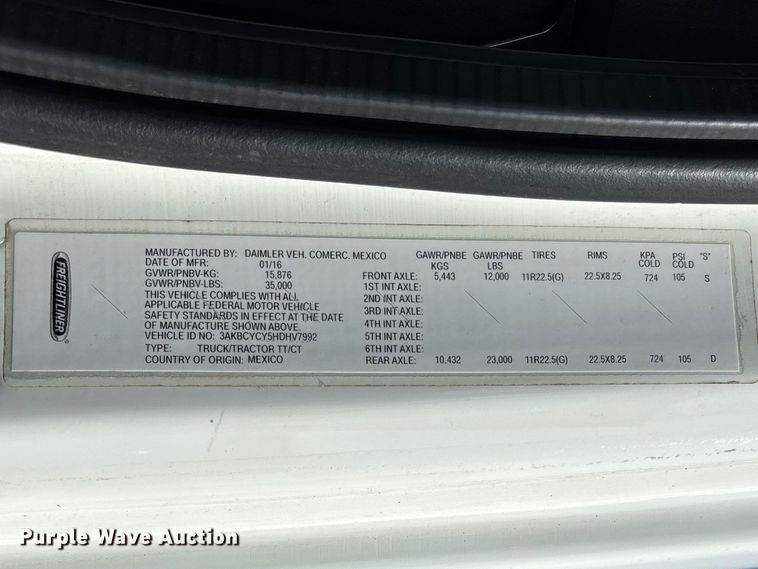 FREIGHTLINER
MANUFACTURED BY: DAIMLER VEH. COMERC. MEXICO
DATE OF MFR: 01/16
GVWR/PNBV-KG: 15,876
GVWR/PNBV-LBS: 35,000
THIS VEHICLE COMPLIES WITH ALL
APPLICABLE FEDERAL MOTOR VEHICLE
SAFETY STANDARDS IN EFFECT AT THE DATE
OF MANUFACTURE SHOWN ABOVE.
VEHICLE ID NO: 3AKBCYCY5HDHV7992
TYPE: TRUCK/TRACTOR TT/CT
COUNTRY OF ORIGIN: MEXICO
GAWR/PNBE KGS GAWR/PNBE LBS TIRES RIMS KPA COLD PSI COLD "S"
FRONT AXLE: 5,443 12,000 11R22.5(G) 22.5X8.25 724 105 S
1ST INT AXLE:
2ND INT AXLE:
3RD INT AXLE:
4TH INT AXLE:
5TH INT AXLE:
6TH INT AXLE:
REAR AXLE: 10,432 23,000 11R22.5(G) 22.5X8.25 724 105 D
Purple Wave Auction